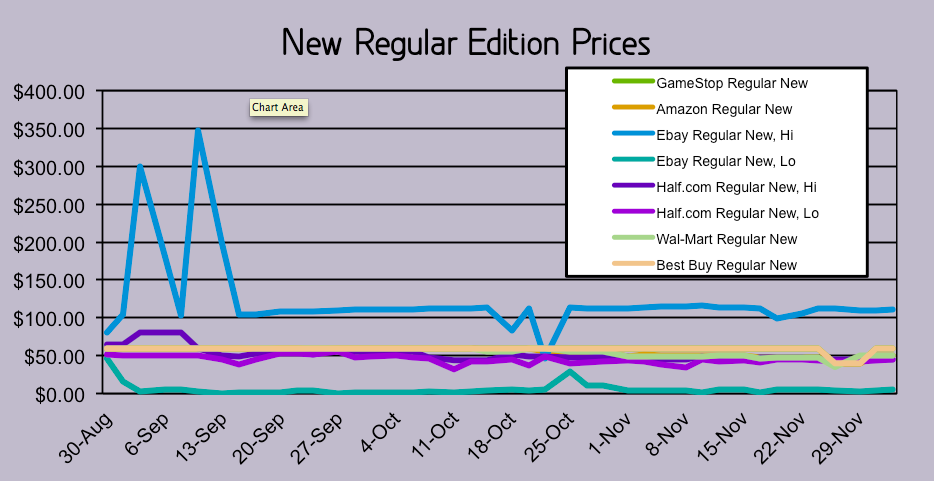 New Regular Edition Prices
GameStop Regular New
Amazon Regular New
Ebay Regular New, Hi
Ebay Regular New, Lo
Half.com Regular New, Hi
Half.com Regular New, Lo
Wal-Mart Regular New
Best Buy Regular New
Chart Area
$400.00
$350.00
$300.00
$250.00
$200.00
$150.00
$100.00
$50.00
$0.00
30-Aug
6-Sep
13-Sep
20-Sep
27-Sep
4-Oct
11-Oct
18-Oct
25-Oct
1-Nov
8-Nov
15-Nov
22-Nov
29-Nov